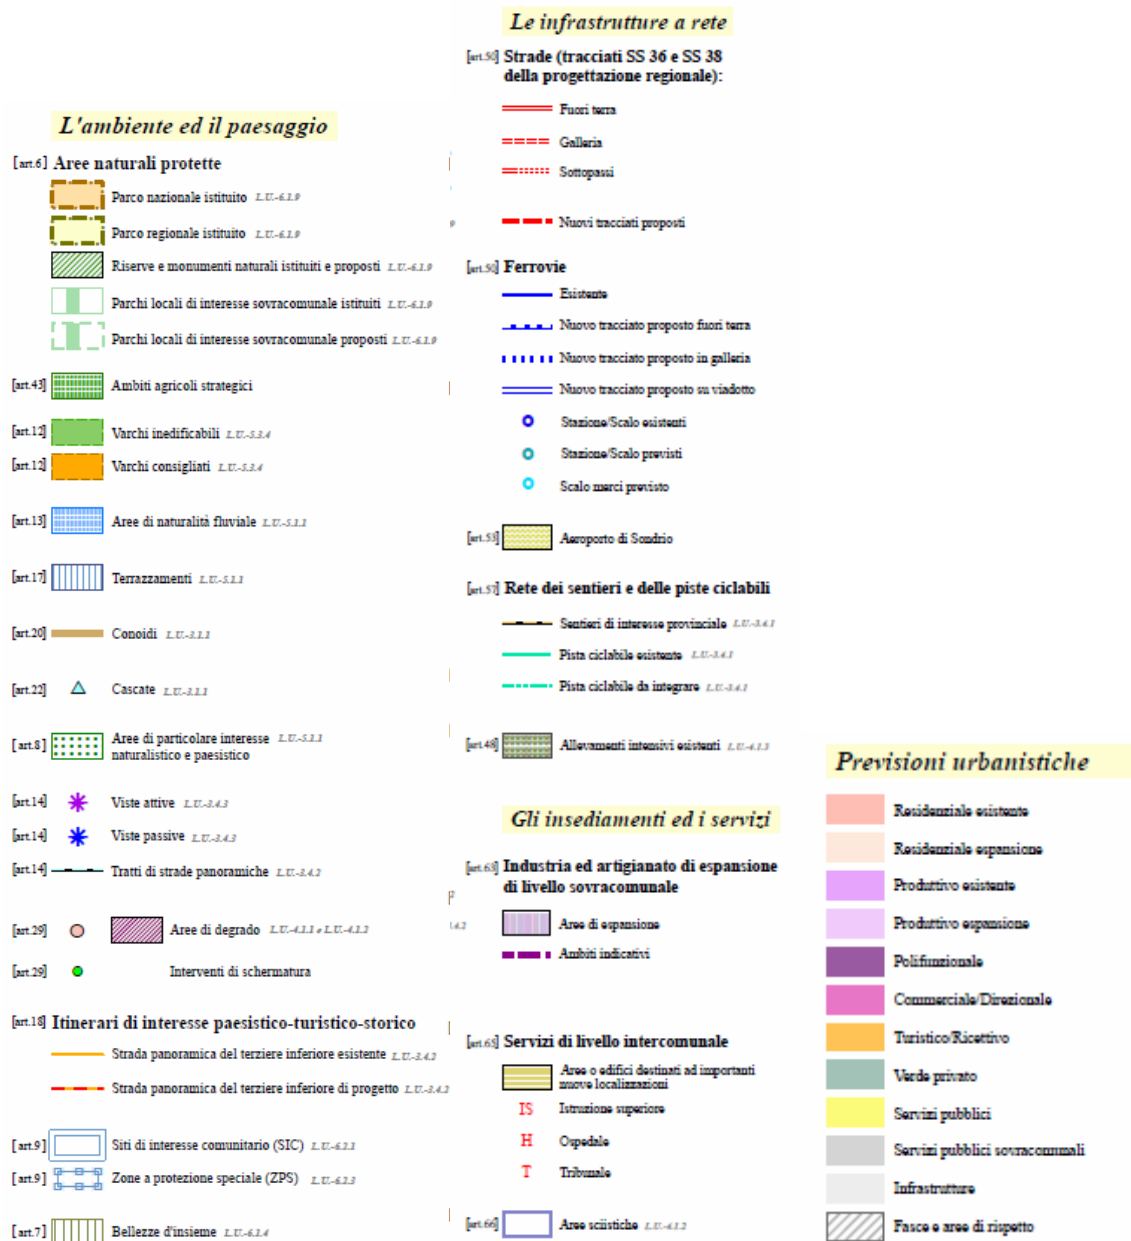 L'ambiente ed il paesaggio
[art.6] Aree naturali protette
Parco nazionale istituito L.U.-6.1.9
Parco regionale istituito L.U.-6.1.9
Riserve e monumenti naturali istituiti e proposti L.U.-6.1.9
Parchi locali di interesse sovracomunale istituiti L.U.-6.1.9
Parchi locali di interesse sovracomunale proposti L.U.-6.1.9
[art.43] Ambiti agricoli strategici
[art.12] Varchi inedificabili L.U.-5.3.4
[art.12] Varchi consigliati L.U.-5.3.4
[art.13] Aree di naturalità fluviale L.U.-5.1.1
[art.17] Terrazzamenti L.U.-5.1.1
[art.20] Conoidi L.U.-3.1.1
[art.22] Cascate L.U.-3.1.1
[art.8] Aree di particolare interesse L.U.-5.1.1
naturalistico e paesistico
[art.14] Viste attive L.U.-3.4.3
[art.14] Viste passive L.U.-3.4.3
[art.14] Tratti di strade panoramiche L.U.-3.4.2
[art.29] Aree di degrado L.U.-4.1.1 e L.U.-4.1.2
[art.29] Interventi di schermatura
[art.18] Itinerari di interesse paesistico-turistico-storico
Strada panoramica del terziere inferiore esistente L.U.-3.4.2
Strada panoramica del terziere inferiore di progetto L.U.-3.4.2
[art.9] Siti di interesse comunitario (SIC) L.U.-6.2.1
[art.9] Zone a protezione speciale (ZPS) L.U.-6.2.3
[art.7] Bellezze d'insieme L.U.-6.1.4
Le infrastrutture a rete
[art.50] Strade (tracciati SS 36 e SS 38
della progettazione regionale):
Fuori terra
Galleria
Sottopassi
Nuovi tracciati proposti
[art.50] Ferrovie
Esistente
Nuovo tracciato proposto fuori terra
Nuovo tracciato proposto in galleria
Nuovo tracciato proposto su viadotto
Stazione/Scalo esistenti
Stazione/Scalo previsti
Scalo merci previsto
[art.53] Aeroporto di Sondrio
[art.57] Rete dei sentieri e delle piste ciclabili
Sentieri di interesse provinciale L.U.-3.4.1
Pista ciclabile esistente L.U.-3.4.1
Pista ciclabile da integrare L.U.-3.4.1
[art.48] Allevamenti intensivi esistenti L.U.-4.1.3
Gli insediamenti ed i servizi
[art.63] Industria ed artigianato di espansione
di livello sovracomunale
Aree di espansione
Ambiti indicativi
[art.65] Servizi di livello intercomunale
Aree o edifici destinati ad importanti
nuove localizzazioni
IS Istruzione superiore
H Ospedale
T Tribunale
[art.66] Aree sciistiche L.U.-4.1.2
Previsioni urbanistiche
Residenziale esistente
Residenziale espansione
Produttivo esistente
Produttivo espansione
Polifunzionale
Commerciale/Direzionale
Turistico/Ricettivo
Verde privato
Servizi pubblici
Servizi pubblici sovracomunali
Infrastrutture
Fasce e aree di rispetto